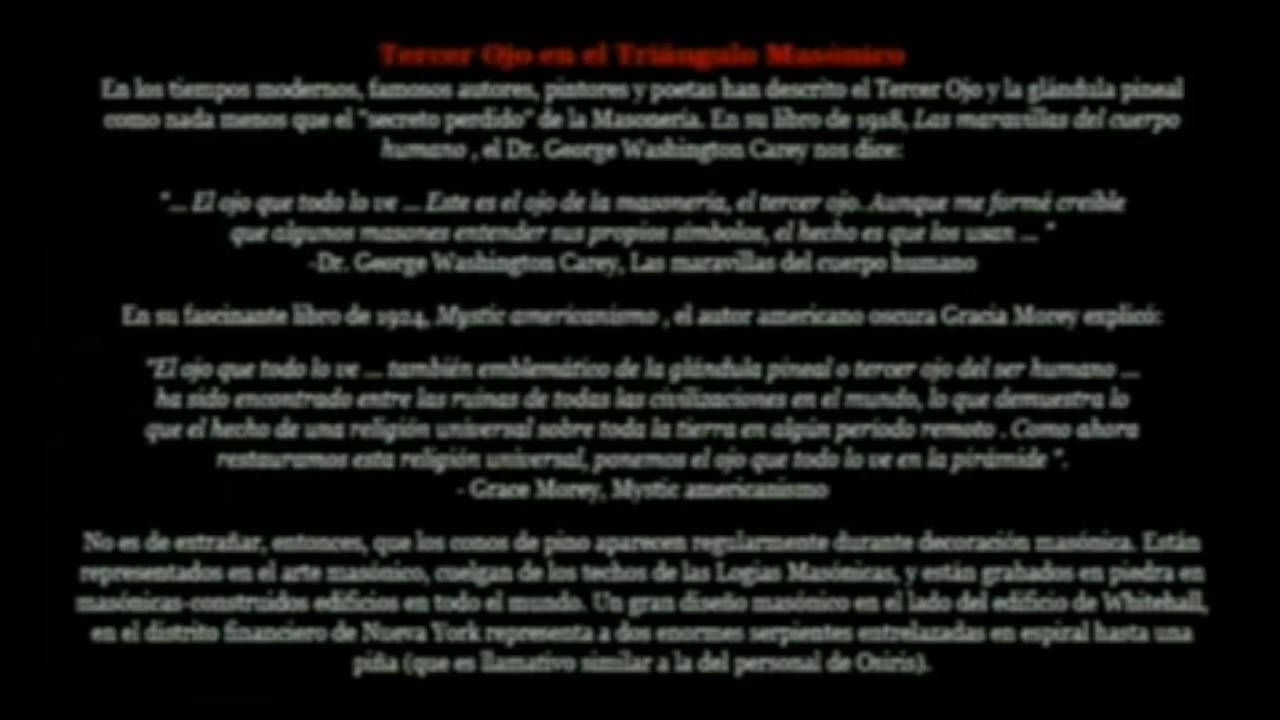 Tercer Ojo en el Triángulo Masónico
En los tiempos modernos, famosos autores, pintores y poetas han descrito el Tercer Ojo y la glándula pineal
como nada menos que el "secreto perdido" de la Masonería. En su libro de 1918, Las maravillas del cuerpo
humano , el Dr. George Washington Carey nos dice:
"... El ojo que todo lo ve ... Este es el ojo de la masonería, el tercer ojo. Aunque me formé creíble
que algunos masones entender sus propios símbolos, el hecho es que los usan ... "
-Dr. George Washington Carey, Las maravillas del cuerpo humano
En su fascinante libro de 1924, Mystic americanismo , el autor americano oscura Gracia Morey explicó:
"El ojo que todo lo ve ... también emblemático de la glándula pineal o tercer ojo del ser humano ...
ha sido encontrado entre las ruinas de todas las civilizaciones en el mundo, lo que demuestra lo
que el hecho de una religión universal sobre toda la tierra en algún período remoto . Como ahora
restauramos esta religión universal, ponemos el ojo que todo lo ve en la pirámide ".
- Grace Morey, Mystic americanismo
No es de extrañar, entonces, que los conos de pino aparecen regularmente durante decoración masónica. Están
representados en el arte masónico, cuelgan de los techos de las Logias Masónicas, y están grabados en piedra en
masónicas-construidos edificios en todo el mundo. Un gran diseño masónico en el lado del edificio de Whitehall,
en el distrito financiero de Nueva York representa a dos enormes serpientes entrelazadas en espiral hasta una
piña (que es llamativo similar a la del personal de Osiris).